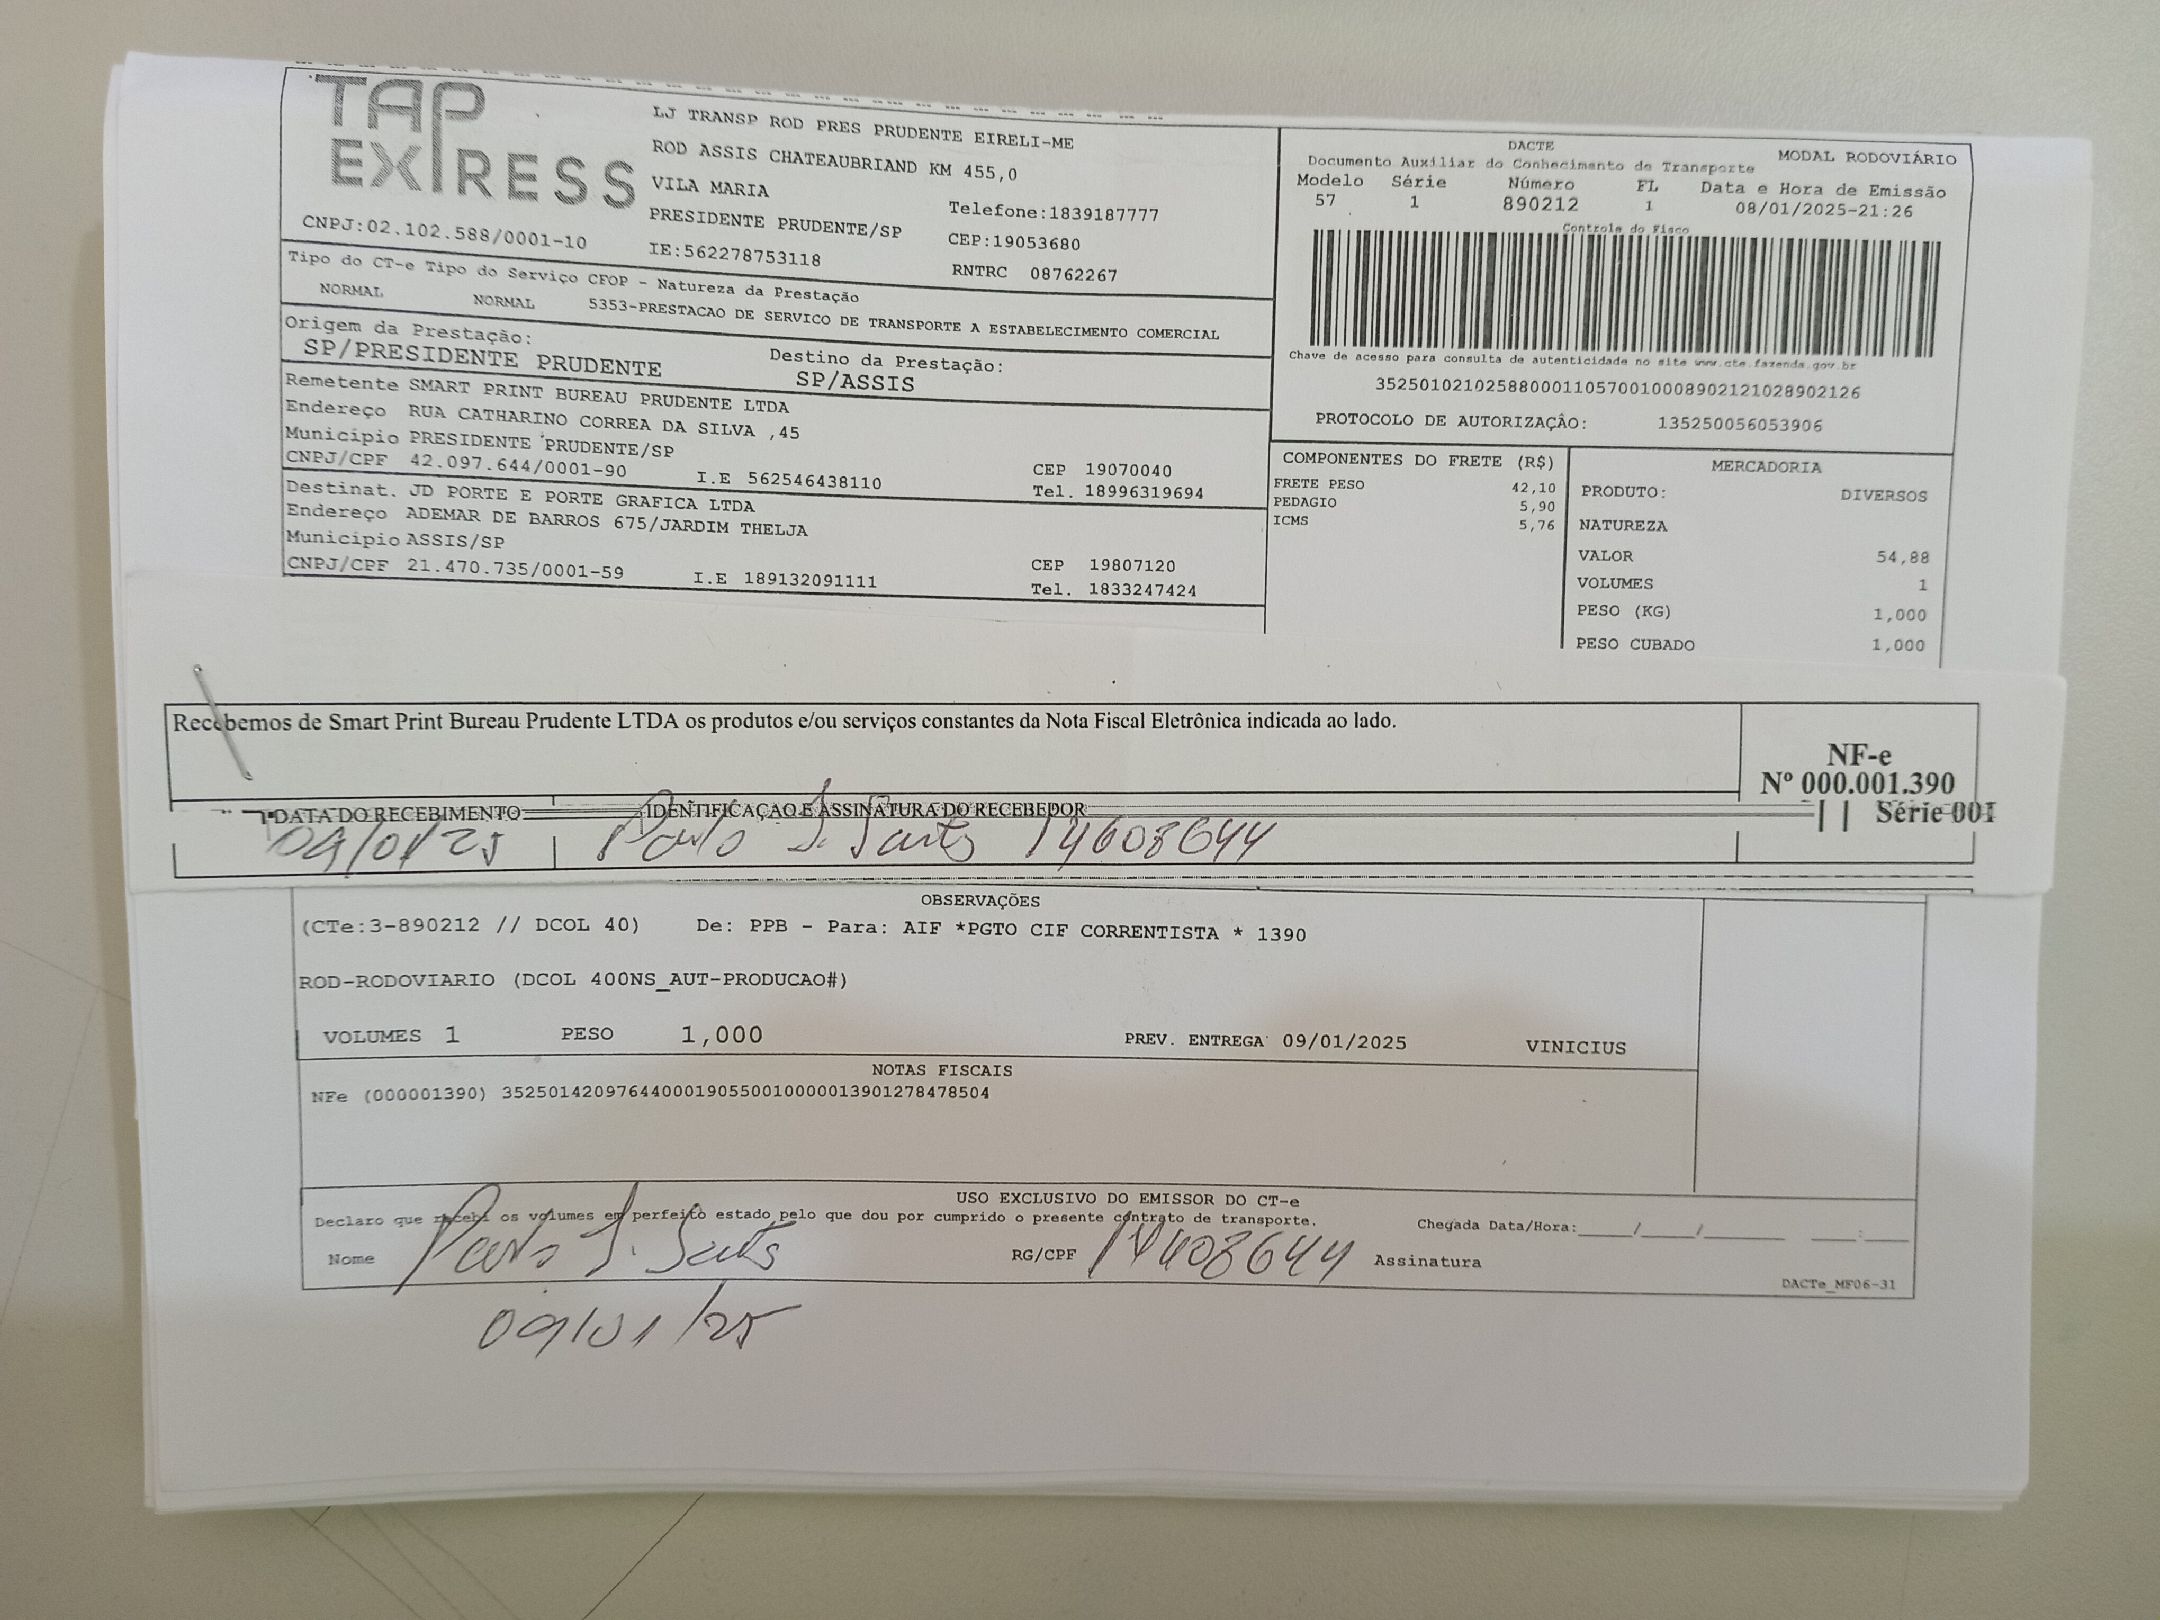 TAP
EXPRESS
LJ TRANSP ROD PRES PRUDENTE EIRELI-ME
ROD ASSIS CHATEAUBRIAND KM 455,0
VILA MARIA
PRESIDENTE PRUDENTE/SP
Telefone:1839187777
CNPJ:02.102.588/0001-10
IE:562278753118
CEP:19053680
RNTRC 08762267
DACTE
MODAL RODOVIÁRIO
Documento Auxiliar do Conhecimento de Transporte
Modelo Série Número FL Data e Hora de Emissão
57 1 890212 1 08/01/2025-21:26
Controle do Fisco
Chave de acesso para consulta de autenticidade no site www.cte.fazenda.gov.br
35250102102588000110570010008902121028902126
PROTOCOLO DE AUTORIZAÇÂO: 135250056053906
Tipo do CT-e Tipo do Serviço CFOP - Natureza da Prestação
NORMAL NORMAL 5353-PRESTACAO DE SERVICO DE TRANSPORTE A ESTABELECIMENTO COMERCIAL
Origem da Prestação: Destino da Prestação:
SP/PRESIDENTE PRUDENTE SP/ASSIS
Remetente SMART PRINT BUREAU PRUDENTE LTDA
Endereço RUA CATHARINO CORREA DA SILVA ,45
Municipio PRESIDENTE PRUDENTE/SP CEP 19070040
CNPJ/CPF 42.097.644/0001-90 I.E 562546438110 Tel. 18996319694
Destinat. JD PORTE E PORTE GRAFICA LTDA
Endereço ADEMAR DE BARROS 675/JARDIM THELJA
Municipio ASSIS/SP CEP 19807120
CNPJ/CPF 21.470.735/0001-59 I.E 189132091111 Tel. 1833247424
COMPONENTES DO FRETE (R$)
FRETE PESO 42,10
PEDAGIO 5,90
ICMS 5,76
MERCADORIA
PRODUTO: DIVERSOS
NATUREZA
VALOR 54,88
VOLUMES 1
PESO (KG) 1,000
PESO CUBADO 1,000
Recebemos de Smart Print Bureau Prudente LTDA os produtos e/ou serviços constantes da Nota Fiscal Eletrônica indicada ao lado.
NF-e
Nº 000.001.390
Série 001
DATA DO RECEBIMENTO IDENTIFICAÇAO E ASSINATURA DO RECEBEDOR
09/01/25 Paulo S. Santos 14608644
OBSERVAÇÕES
(CTe:3-890212 // DCOL 40) De: PPB - Para: AIF *PGTO CIF CORRENTISTA * 1390
ROD-RODOVIARIO (DCOL 400NS_AUT-PRODUCAO#)
VOLUMES 1 PESO 1,000 PREV. ENTREGA 09/01/2025 VINICIUS
NOTAS FISCAIS
NFe (000001390) 35250142097644000190550010000013901278478504
USO EXCLUSIVO DO EMISSOR DO CT-e
Declaro que recebi os volumes em perfeito estado pelo que dou por cumprido o presente contrato de transporte. Chegada Data/Hora:____/____/______ ____:____
Nome Paulo S. Santos RG/CPF Assinatura
DACTe_MF06-31
09/01/25